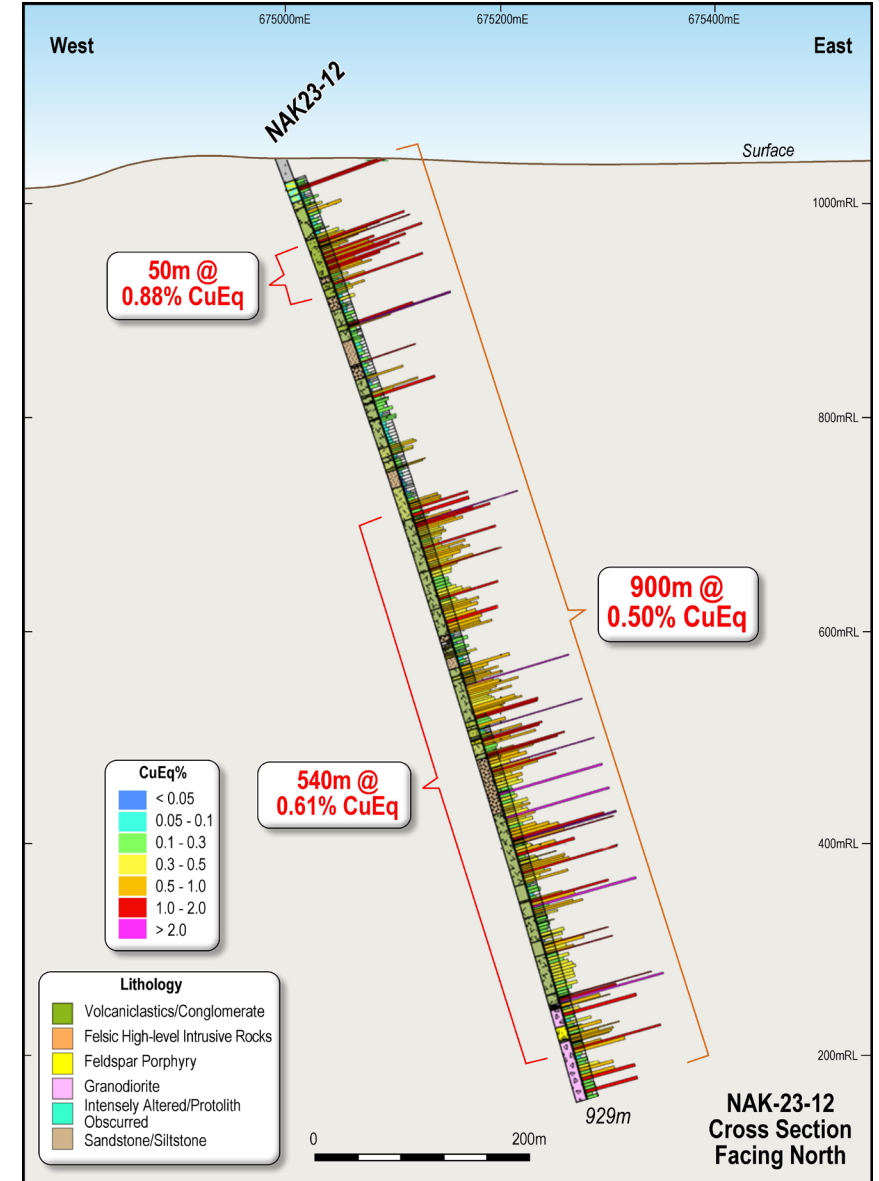 675000mE
675200mE
675400mE
West
East
NAK23-12
Surface
1000mRL
50m @
0.88% CuEq
800mRL
900m @
0.50% CuEq
600mRL
540m @
0.61% CuEq
CuEq%
< 0.05
0.05 - 0.1
0.1 - 0.3
0.3 - 0.5
0.5 - 1.0
1.0 - 2.0
> 2.0
400mRL
Lithology
Volcaniclastics/Conglomerate
Felsic High-level Intrusive Rocks
Feldspar Porphyry
Granodiorite
Intensely Altered/Protolith
Obscurred
Sandstone/Siltstone
200mRL
929m
0
200m
NAK-23-12
Cross Section
Facing North